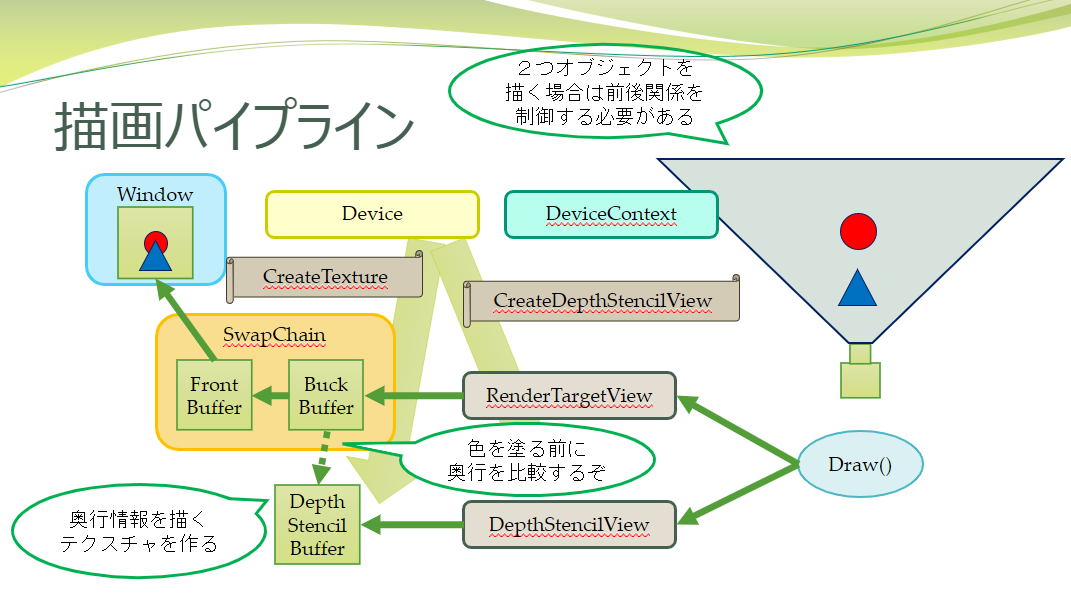 ２つオブジェクトを
描く場合は前後関係を
制御する必要がある
描画パイプライン
Window
Device
DeviceContext
CreateTexture
CreateDepthStencilView
SwapChain
Front
Buffer
Buck
Buffer
RenderTargetView
色を塗る前に
奥行を比較するぞ
Draw()
Depth
Stencil
Buffer
DepthStencilView
奥行情報を描く
テクスチャを作る